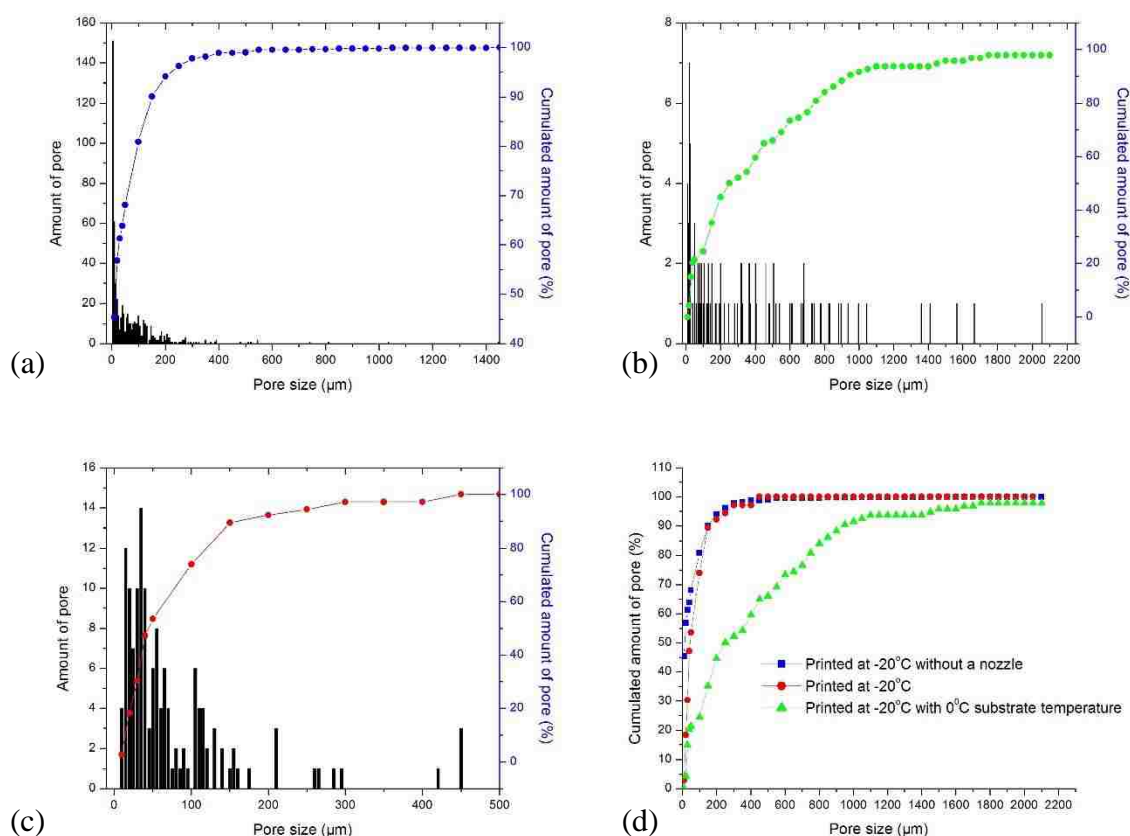 160
140
120
100
80
60
40
20
0
100
90
80
70
60
50
40
0 200 400 600 800 1000 1200 1400
Amount of pore
Cumulated amount of pore (%)
Pore size (µm)
(a)
8
6
4
2
0
100
80
60
40
20
0
0 200 400 600 800 1000 1200 1400 1600 1800 2000 2200
Amount of pore
Cumulated amount of pore (%)
Pore size (µm)
(b)
16
14
12
10
8
6
4
2
0
100
80
60
40
20
0
0 100 200 300 400 500
Amount of pore
Cumulated amount of pore (%)
Pore size (µm)
(c)
110
100
90
80
70
60
50
40
30
20
10
0
0 200 400 600 800 1000 1200 1400 1600 1800 2000 2200
Cumulated amount of pore (%)
Printed at -20°C without a nozzle
Printed at -20°C
Printed at -20°C with 0°C substrate temperature
Pore size (µm)
(d)